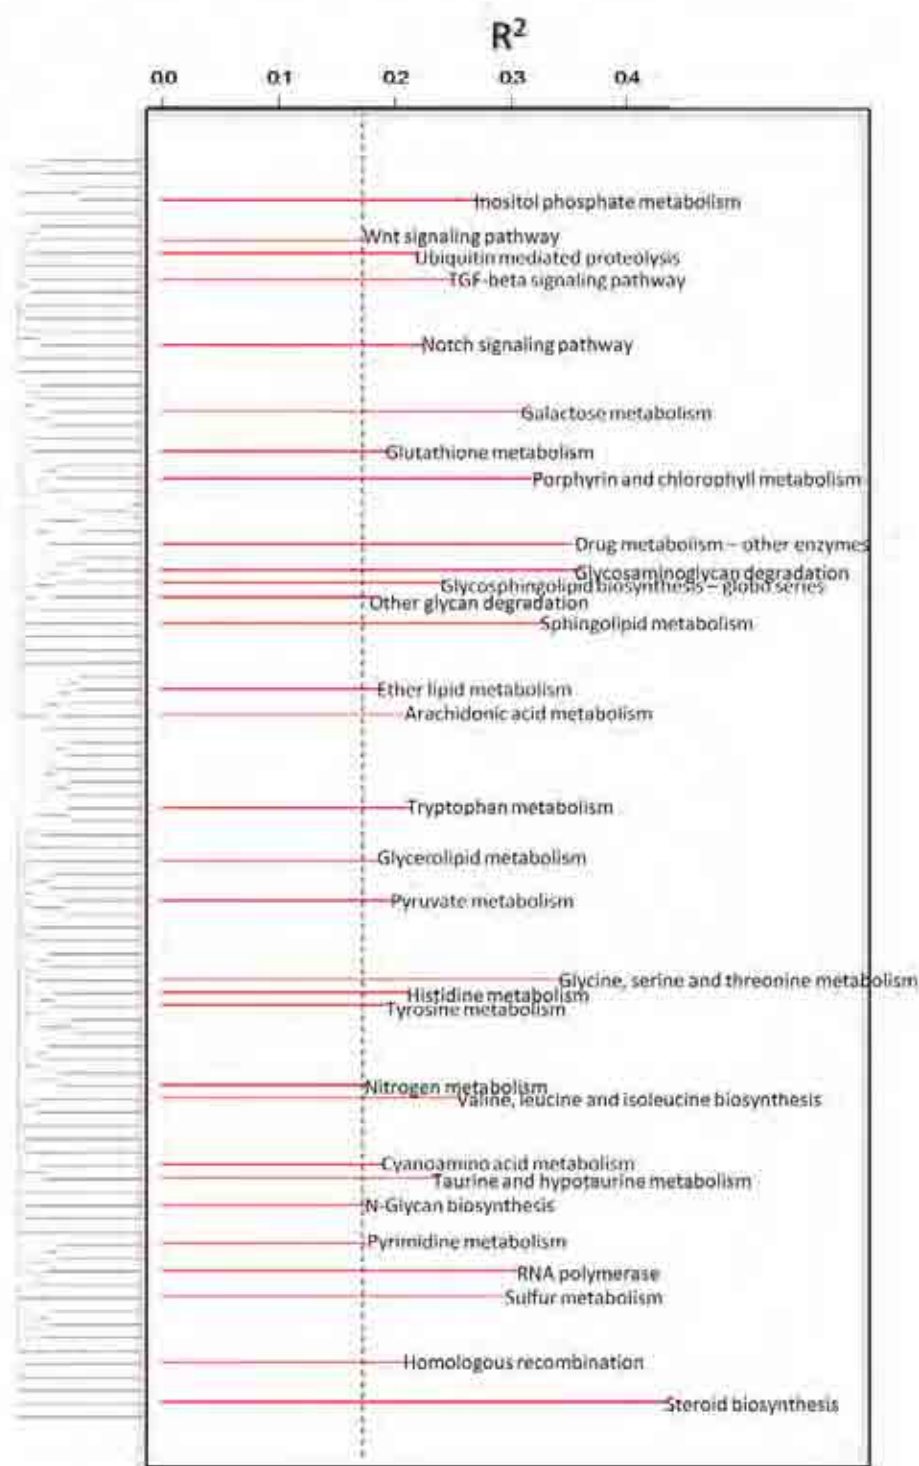 R²
0.0 0.1 0.2 0.3 0.4
Inositol phosphate metabolism
Wnt signaling pathway
Ubiquitin mediated proteolysis
TGF-beta signaling pathway
Notch signaling pathway
Galactose metabolism
Glutathione metabolism
Porphyrin and chlorophyll metabolism
Drug metabolism – other enzymes
Glycosaminoglycan degradation
Glycosphingolipid biosynthesis – globo series
Other glycan degradation
Sphingolipid metabolism
Ether lipid metabolism
Arachidonic acid metabolism
Tryptophan metabolism
Glycerolipid metabolism
Pyruvate metabolism
Glycine, serine and threonine metabolism
Histidine metabolism
Tyrosine metabolism
Nitrogen metabolism
Valine, leucine and isoleucine biosynthesis
Cyanoamino acid metabolism
Taurine and hypotaurine metabolism
N-Glycan biosynthesis
Pyrimidine metabolism
RNA polymerase
Sulfur metabolism
Homologous recombination
Steroid biosynthesis